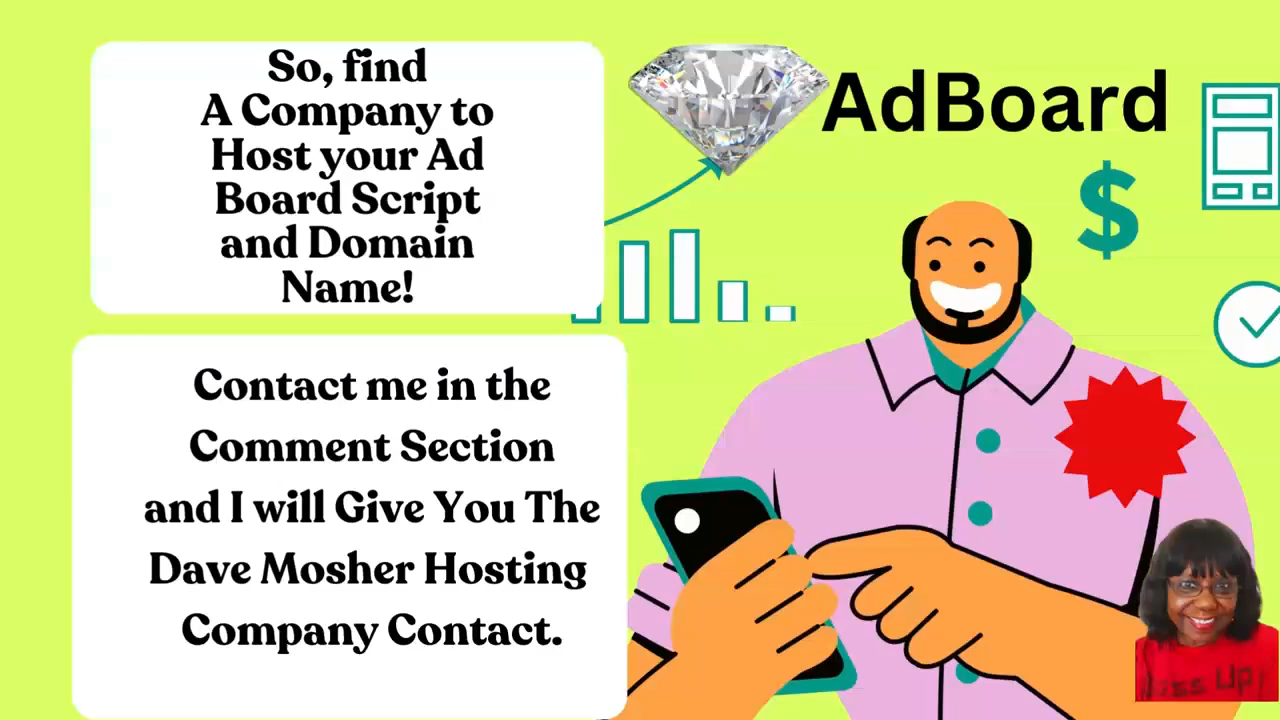 So, find
A Company to
Host your Ad
Board Script
and Domain
Name!
AdBoard
$
Contact me in the
Comment Section
and I will Give You The
Dave Mosher Hosting
Company Contact.